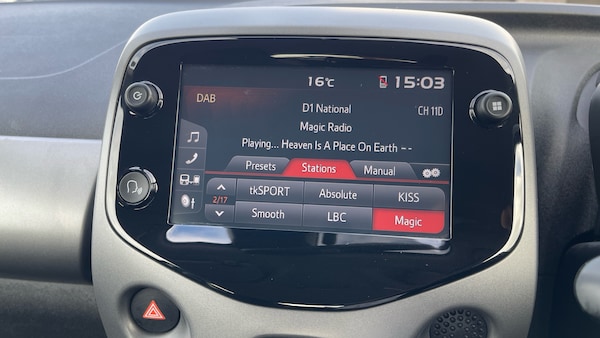 16°C 15:03
DAB
D1 National CH 11D
Magic Radio
Playing... Heaven Is A Place On Earth --
Presets Stations Manual
tkSPORT Absolute KISS
2/17
Smooth LBC Magic